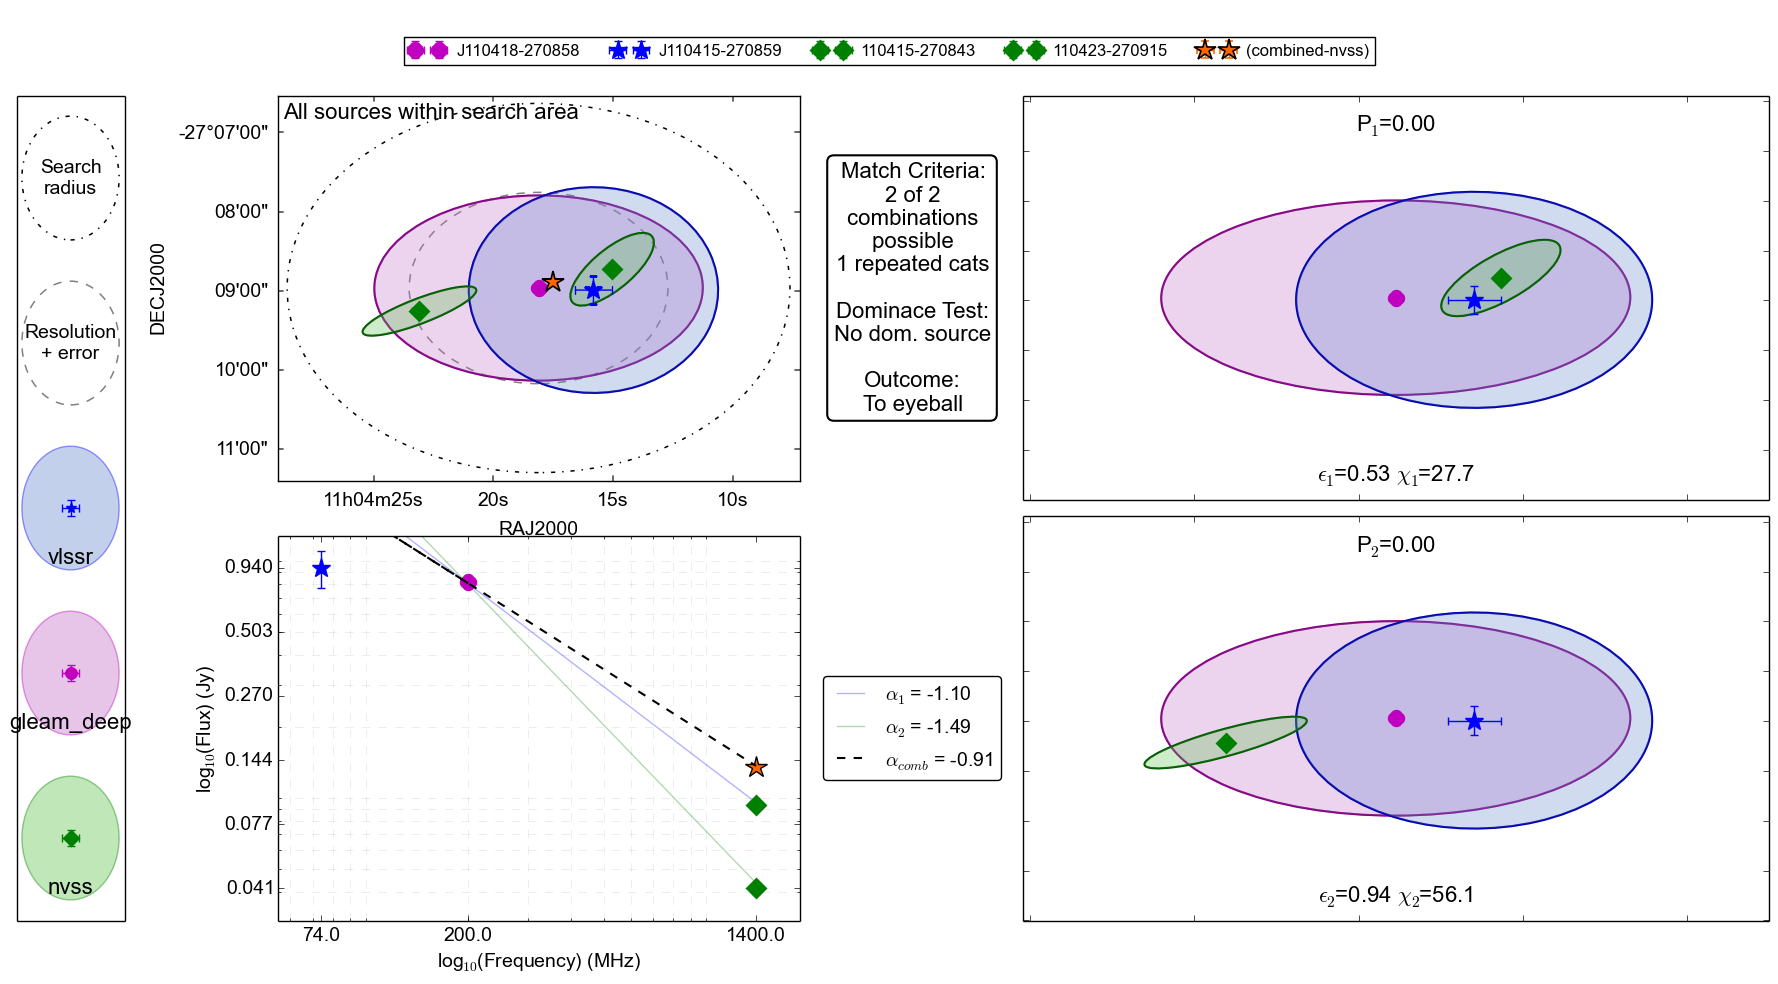 J110418-270858 J110415-270859 110415-270843 110423-270915 (combined-nvss)
Search
radius
Resolution
+ error
vlssr
gleam_deep
nvss
All sources within search area
DECJ2000
-27°07'00"
08'00"
09'00"
10'00"
11'00"
11h04m25s 20s 15s 10s
RAJ2000
Match Criteria:
2 of 2
combinations
possible
1 repeated cats
Dominace Test:
No dom. source
Outcome:
To eyeball
P₁=0.00
ϵ₁=0.53 χ₁=27.7
log₁₀(Flux) (Jy)
0.940
0.503
0.270
0.144
0.077
0.041
74.0 200.0 1400.0
log₁₀(Frequency) (MHz)
α₁ = -1.10
α₂ = -1.49
α_comb = -0.91
P₂=0.00
ϵ₂=0.94 χ₂=56.1